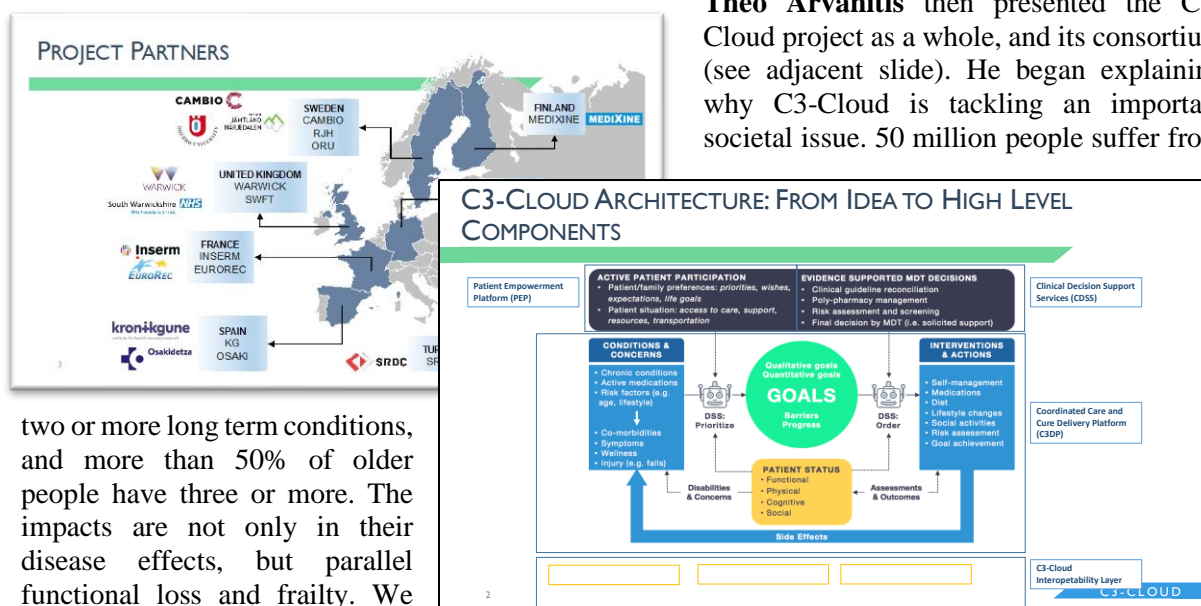 Theo Arvanitis then presented the C
Cloud project as a whole, and its consortiu
(see adjacent slide). He began explainin
why C3-Cloud is tackling an importa
societal issue. 50 million people suffer fro
PROJECT PARTNERS
CAMBIO
ÖREBRO UNIVERSITY
REGION
JÄMTLAND
HÄRJEDALEN
SWEDEN
CAMBIO
RJH
ORU
FINLAND
MEDIXINE
MEDIXINE
WARWICK
South Warwickshire NHS
UNITED KINGDOM
WARWICK
SWFT
Inserm
EUROREC
FRANCE
INSERM
EUROREC
kronikgune
Osakidetza
SPAIN
KG
OSAKI
SRDC
TUR
SR
3
C3-CLOUD ARCHITECTURE: FROM IDEA TO HIGH LEVEL
COMPONENTS
Patient Empowerment
Platform (PEP)
ACTIVE PATIENT PARTICIPATION
• Patient/family preferences: priorities, wishes,
expectations, life goals
• Patient situation: access to care, support,
resources, transportation
EVIDENCE SUPPORTED MDT DECISIONS
• Clinical guideline reconciliation
• Poly-pharmacy management
• Risk assessment and screening
• Final decision by MDT (i.e. solicited support)
Clinical Decision Support
Services (CDSS)
CONDITIONS &
CONCERNS
• Chronic conditions
• Active medications
• Risk factors (e.g.
age, lifestyle)
• Co-morbidities
• Symptoms
• Wellness
• Injury (e.g. falls)
DSS:
Prioritize
Qualitative goals
Quantitative goals
GOALS
Barriers
Progress
DSS:
Order
INTERVENTIONS
& ACTIONS
• Self-management
• Medications
• Diet
• Lifestyle changes
• Social activities
• Risk assessment
• Goal achievement
Coordinated Care and
Cure Delivery Platform
(C3DP)
PATIENT STATUS
• Functional
• Physical
• Cognitive
• Social
Disabilities
& Concerns
Assessments
& Outcomes
Side Effects
C3-Cloud
Interopetability Layer
2
C3-CLOUD
two or more long term conditions,
and more than 50% of older
people have three or more. The
impacts are not only in their
disease effects, but parallel
functional loss and frailty. We